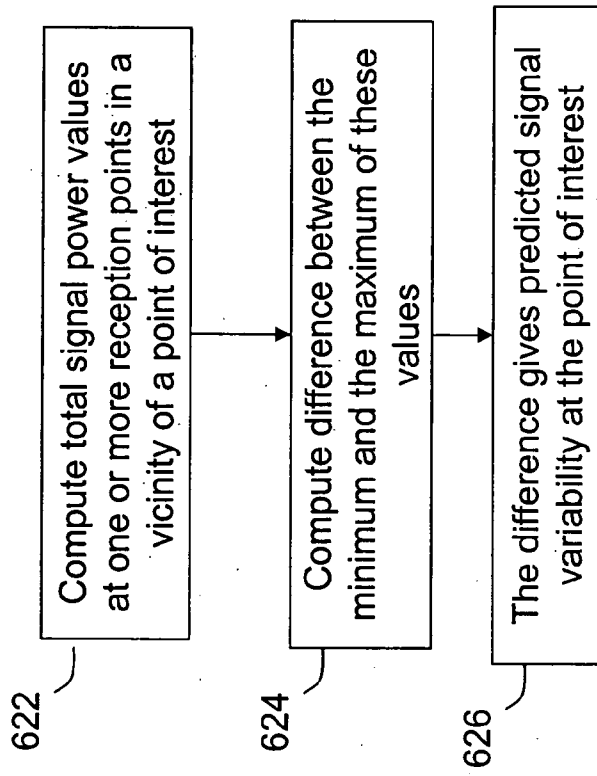 622
Compute total signal power values
at one or more reception points in a
vicinity of a point of interest
624
Compute difference between the
minimum and the maximum of these
values
626
The difference gives predicted signal
variability at the point of interest